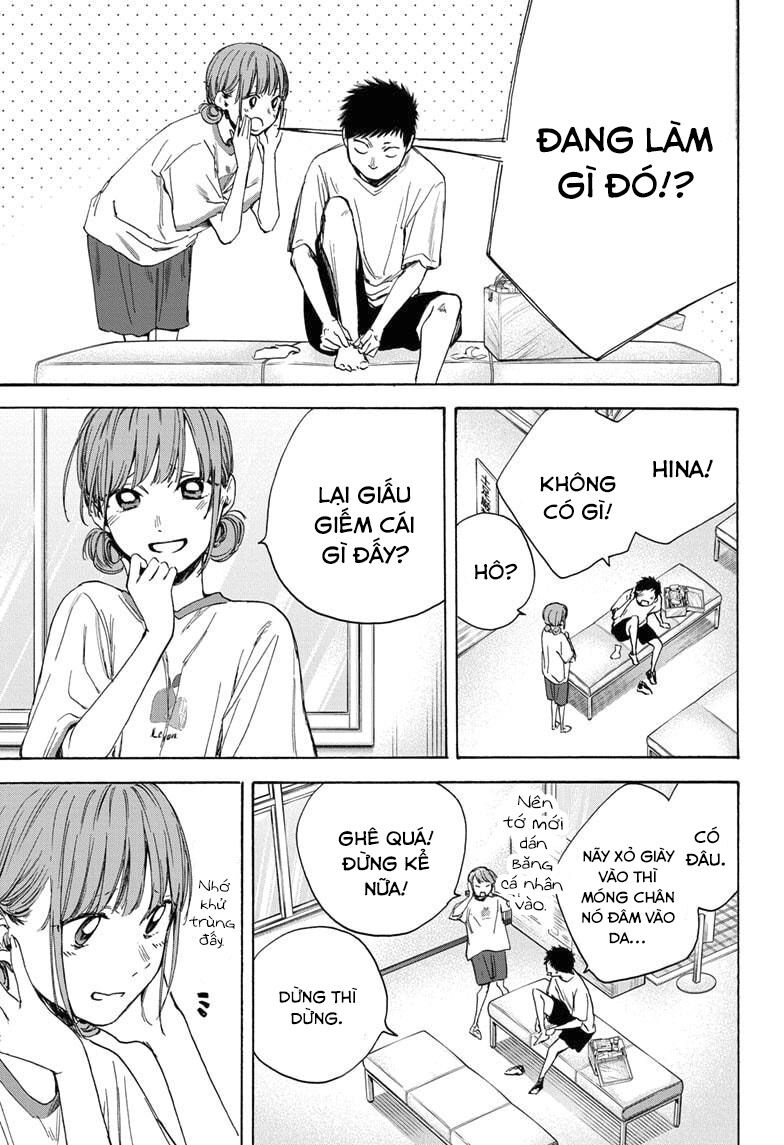 ĐANG LÀM
GÌ ĐÓ!?
HINA!
KHÔNG
CÓ GÌ!
HÔ?
LẠI GIẤU
GIẾM CÁI
GÌ ĐẤY?
CÓ
ĐÂU.
NÃY XỎ GIÀY
VÀO THÌ
MÓNG CHÂN
NÓ ĐÂM VÀO
DA...
Nên
tớ mới
dán
băng
cá nhân
vào.
GHÊ QUÁ!
ĐỪNG KỂ
NỮA!
DỪNG THÌ
DỪNG.
Nhớ
khử
trùng
đấy.